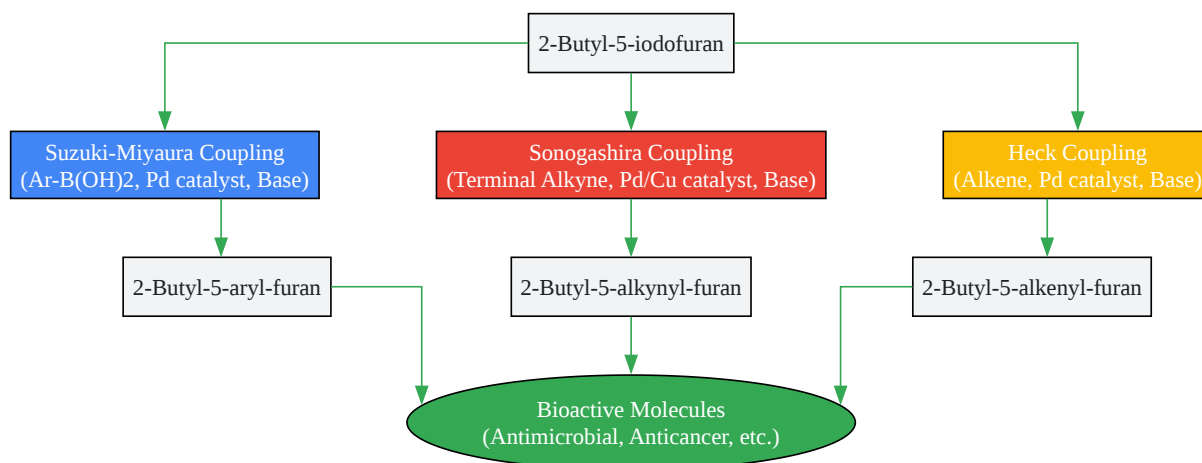 2-Butyl-5-iodofuran
Suzuki-Miyaura Coupling
(Ar-B(OH)2, Pd catalyst, Base)
Sonogashira Coupling
(Terminal Alkyne, Pd/Cu catalyst, Base)
Heck Coupling
(Alkene, Pd catalyst, Base)
2-Butyl-5-aryl-furan
2-Butyl-5-alkynyl-furan
2-Butyl-5-alkenyl-furan
Bioactive Molecules
(Antimicrobial, Anticancer, etc.)